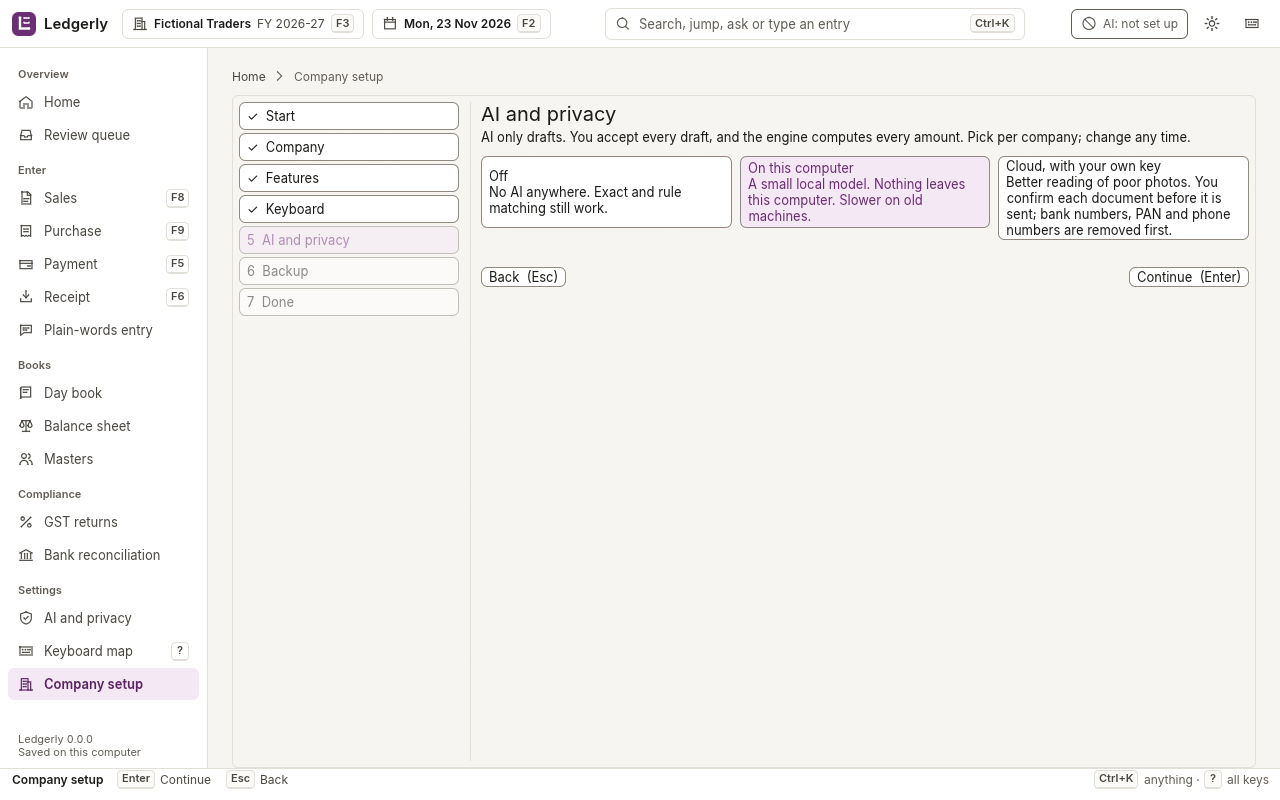 Ledgerly
Fictional Traders FY 2026-27 F3
Mon, 23 Nov 2026 F2
Search, jump, ask or type an entry Ctrl+K
AI: not set up
Overview
Home
Review queue
Enter
Sales F8
Purchase F9
Payment F5
Receipt F6
Plain-words entry
Books
Day book
Balance sheet
Masters
Compliance
GST returns
Bank reconciliation
Settings
AI and privacy
Keyboard map ?
Company setup
Ledgerly 0.0.0
Saved on this computer
Home > Company setup
✓ Start
✓ Company
✓ Features
✓ Keyboard
5 AI and privacy
6 Backup
7 Done
AI and privacy
AI only drafts. You accept every draft, and the engine computes every amount. Pick per company; change any time.
Off
No AI anywhere. Exact and rule
matching still work.
On this computer
A small local model. Nothing leaves
this computer. Slower on old
machines.
Cloud, with your own key
Better reading of poor photos. You
confirm each document before it is
sent; bank numbers, PAN and phone
numbers are removed first.
Back (Esc)
Continue (Enter)
Company setup Enter Continue Esc Back
Ctrl+K anything · ? all keys